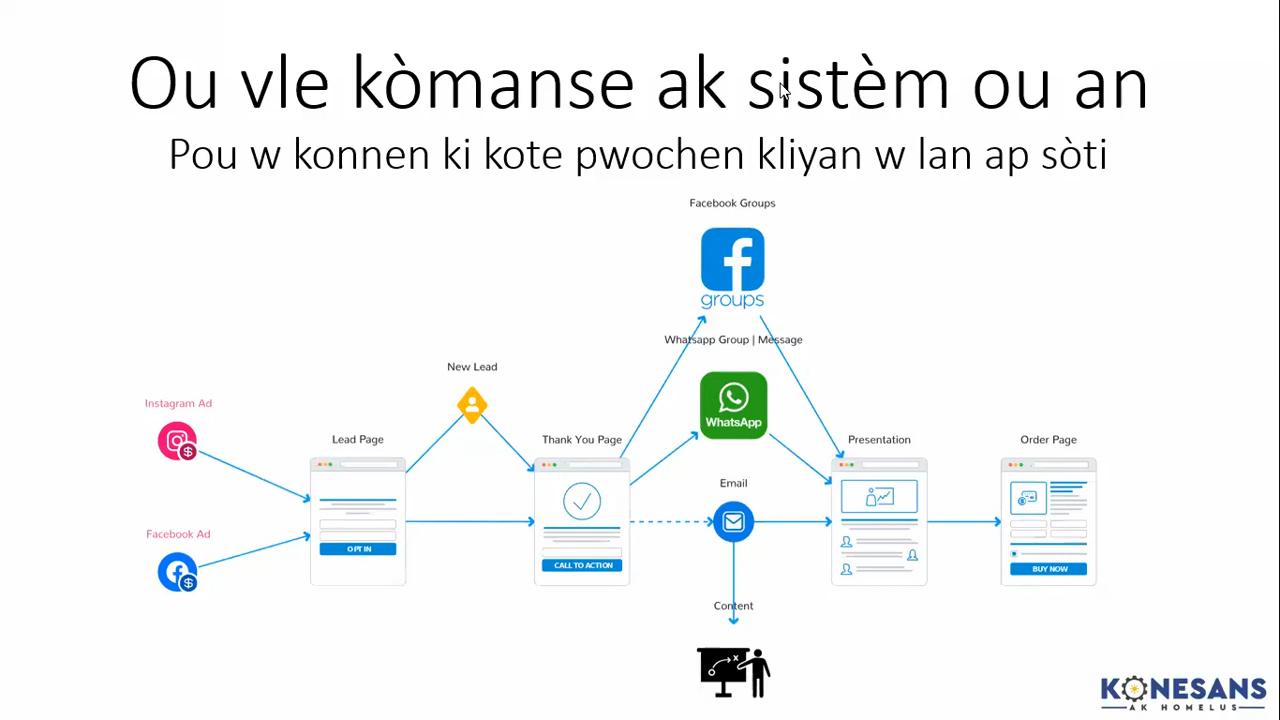 Ou vle kòmanse ak sistèm ou an
Pou w konnen ki kote pwochen kliyan w lan ap sòti
Facebook Groups
groups
Whatsapp Group | Message
WhatsApp
New Lead
Instagram Ad
Lead Page
Thank You Page
Presentation
Order Page
OPT IN
CALL TO ACTION
Email
Facebook Ad
BUY NOW
Content
KONESANS
AK HOMELUS